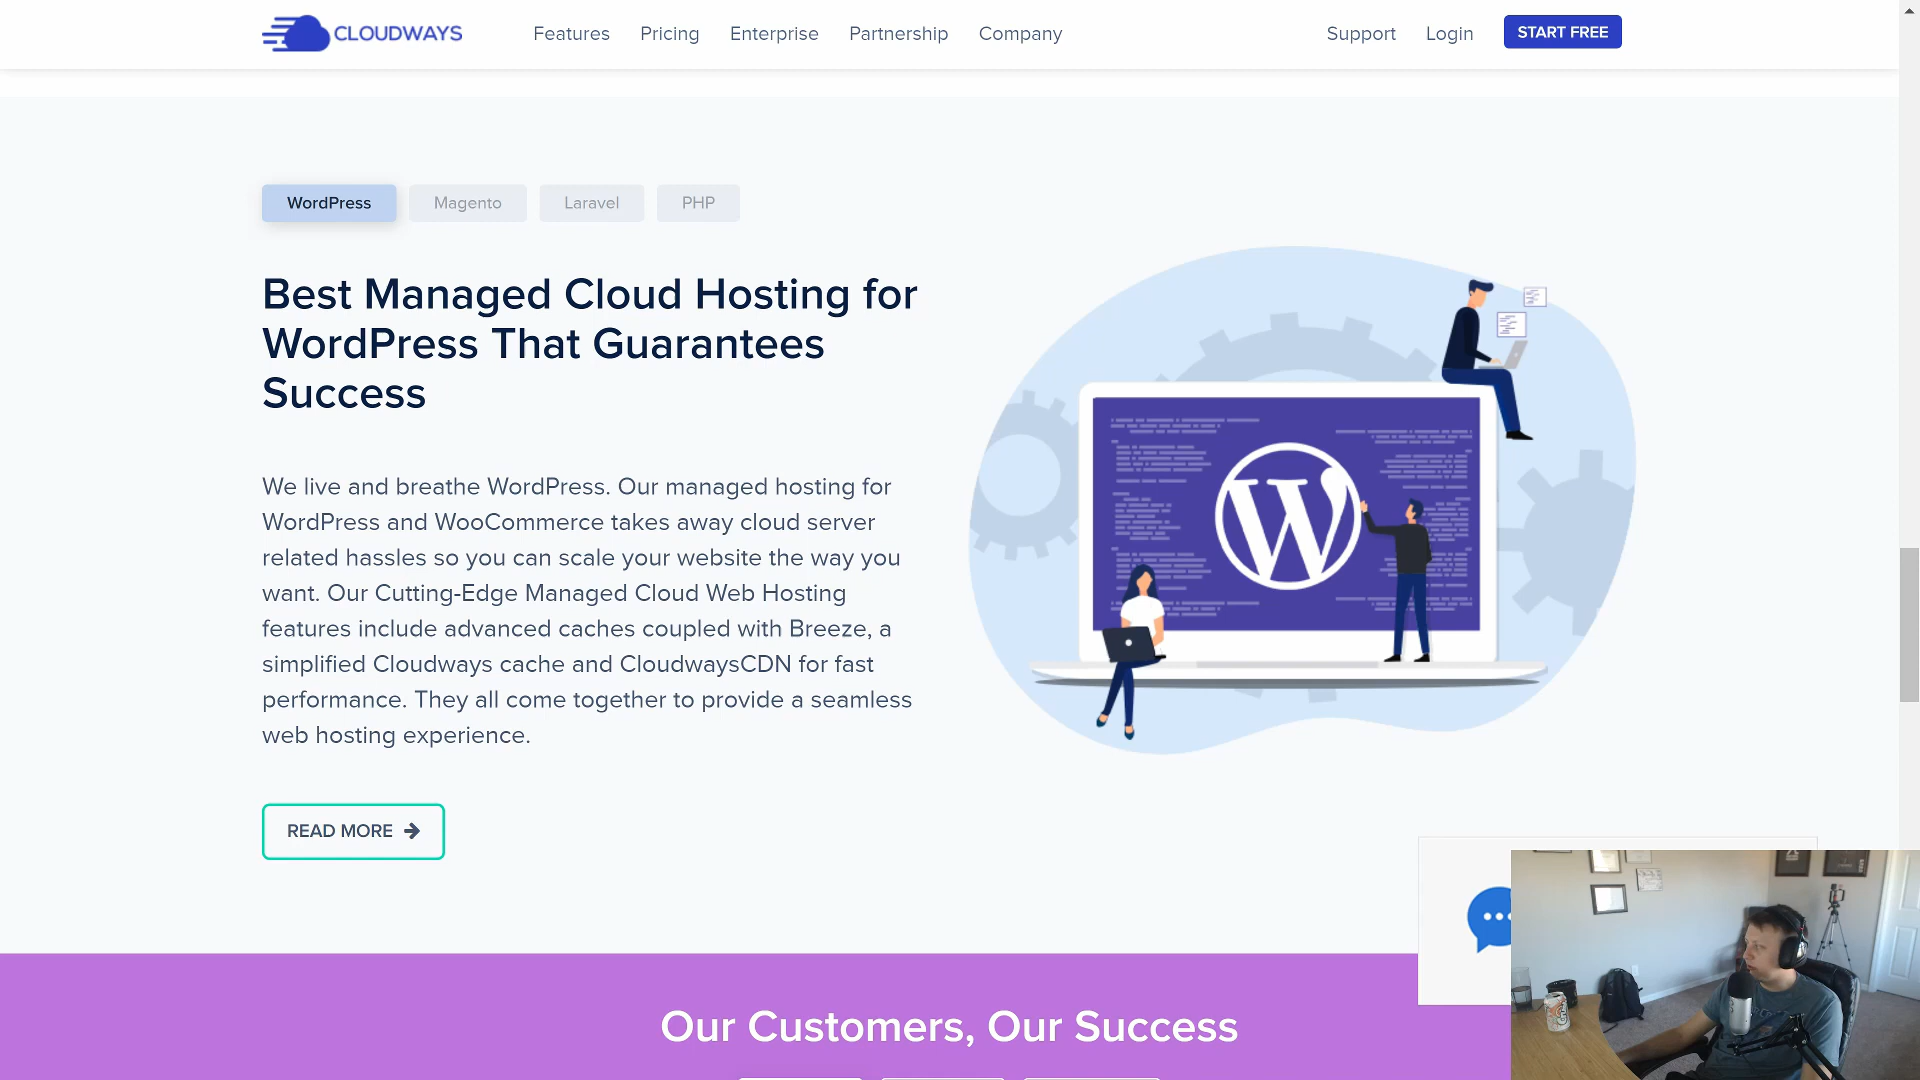 CLOUDWAYS
Features Pricing Enterprise Partnership Company
Support Login START FREE
WordPress Magento Laravel PHP
Best Managed Cloud Hosting for
WordPress That Guarantees
Success
We live and breathe WordPress. Our managed hosting for
WordPress and WooCommerce takes away cloud server
related hassles so you can scale your website the way you
want. Our Cutting-Edge Managed Cloud Web Hosting
features include advanced caches coupled with Breeze, a
simplified Cloudways cache and CloudwaysCDN for fast
performance. They all come together to provide a seamless
web hosting experience.
READ MORE
Our Customers, Our Success